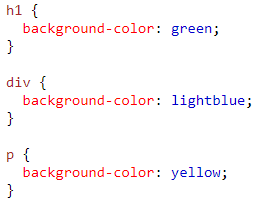 h1 {
  background-color: green;
}

div {
  background-color: lightblue;
}

p {
  background-color: yellow;
}